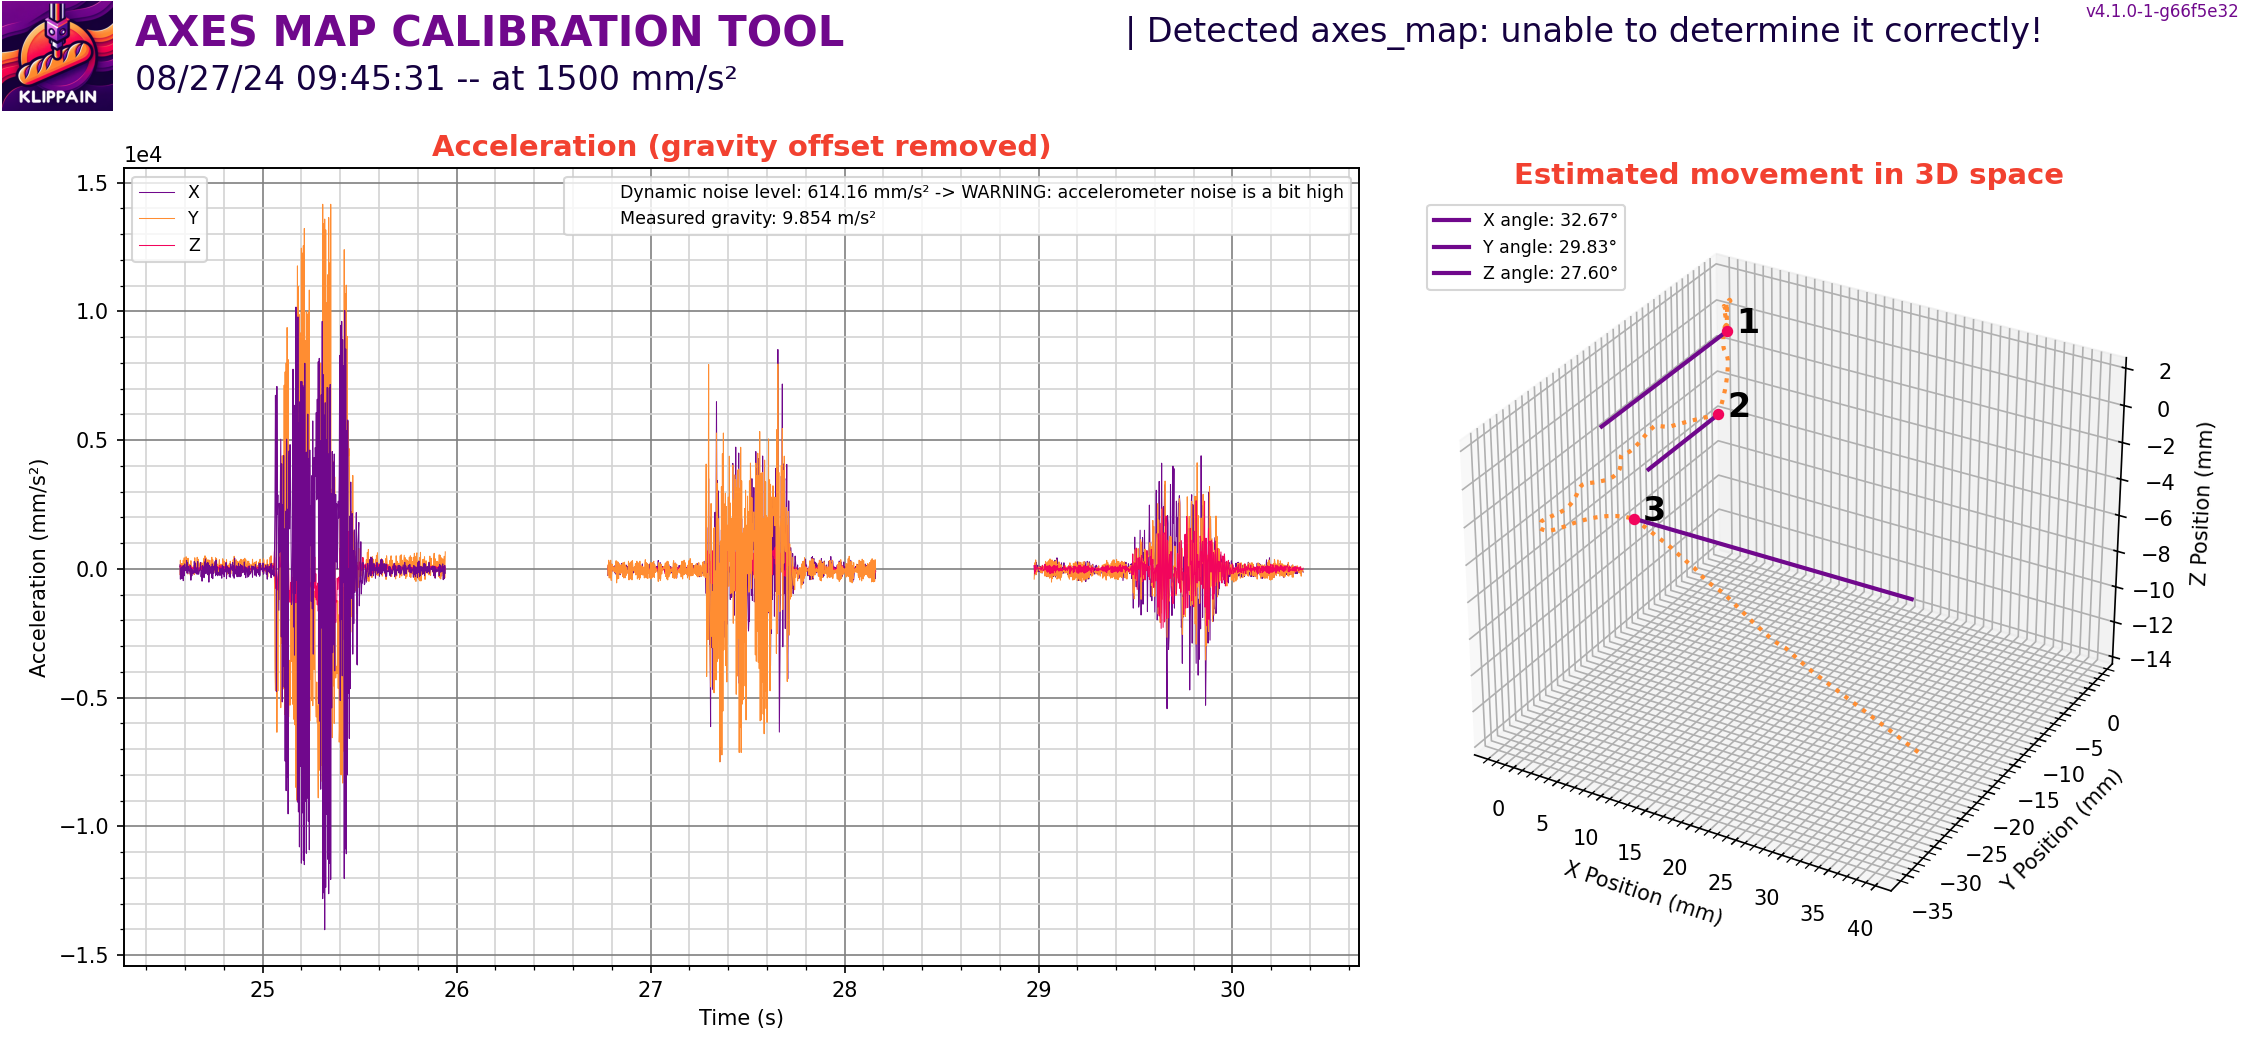 KLIPPAIN
AXES MAP CALIBRATION TOOL
08/27/24 09:45:31 -- at 1500 mm/s²
| Detected axes_map: unable to determine it correctly!
v4.1.0-1-g66f5e32
Acceleration (gravity offset removed)
1e4
X
Y
Z
Dynamic noise level: 614.16 mm/s² -> WARNING: accelerometer noise is a bit high
Measured gravity: 9.854 m/s²
Acceleration (mm/s²)
1.5
1.0
0.5
0.0
−0.5
−1.0
−1.5
25
26
27
28
29
30
Time (s)
Estimated movement in 3D space
X angle: 32.67°
Y angle: 29.83°
Z angle: 27.60°
1
2
3
2
0
−2
−4
−6
−8
−10
−12
−14
Z Position (mm)
0
−5
−10
−15
−20
−25
−30
−35
Y Position (mm)
0
5
10
15
20
25
30
35
40
X Position (mm)